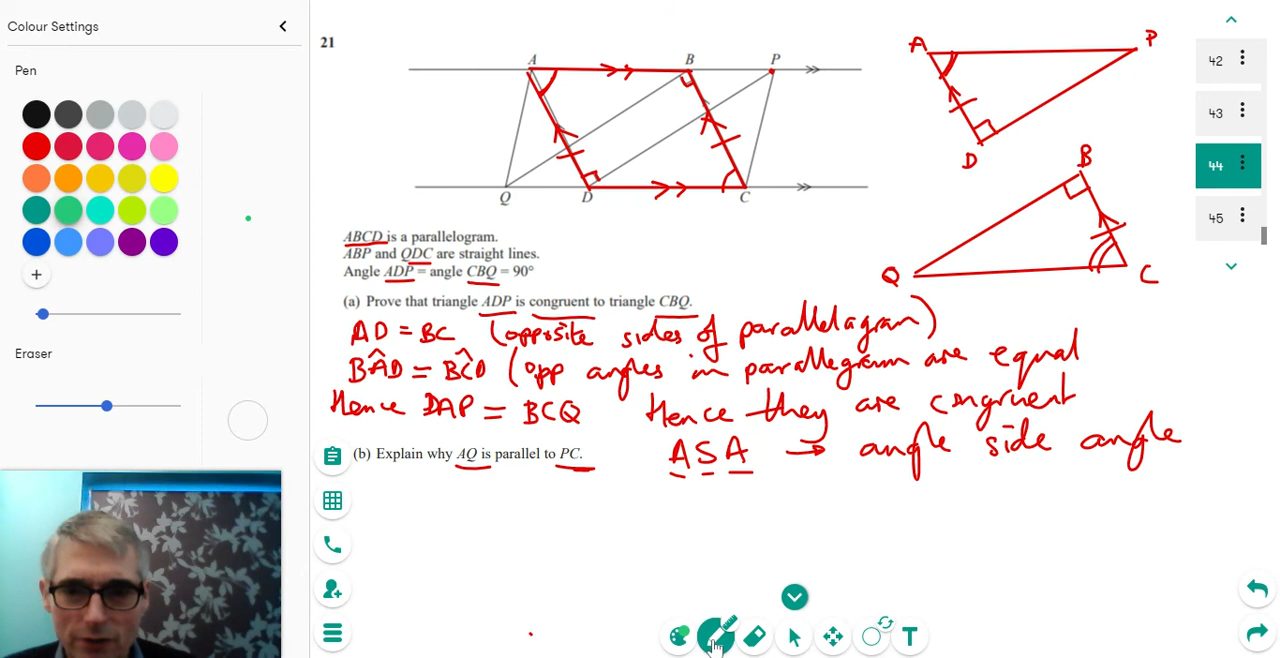 Colour Settings
Pen
+
Eraser
21
A B P
Q D C
ABCD is a parallelogram.
ABP and QDC are straight lines.
Angle ADP = angle CBQ = 90°
(a) Prove that triangle ADP is congruent to triangle CBQ.
AD = BC (opposite sides of parallelagram)
BÂD = BĈD (opp angles in parallegram are equal
Hence DAP = BCQ Hence they are congruent
ASA → angle side angle
(b) Explain why AQ is parallel to PC.
A P
D
B
Q C
42
43
44
45
T